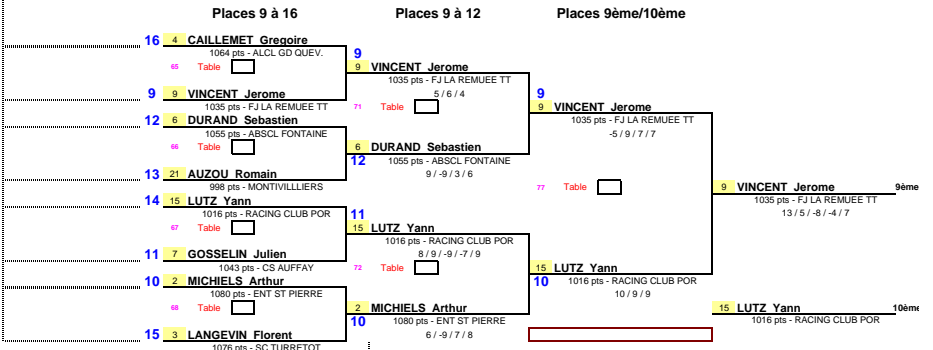 Places 9 à 16
Places 9 à 12
Places 9ème/10ème
16 4 CAILLEMET Gregoire
1064 pts - ALCL GD QUEV.
65 Table
9 9 VINCENT Jerome
1035 pts - FJ LA REMUEE TT
12 6 DURAND Sebastien
1055 pts - ABSCL FONTAINE
66 Table
13 21 AUZOU Romain
998 pts - MONTIVILLLIERS
14 15 LUTZ Yann
1016 pts - RACING CLUB POR
67 Table
11 7 GOSSELIN Julien
1043 pts - CS AUFFAY
10 2 MICHIELS Arthur
1080 pts - ENT ST PIERRE
68 Table
15 3 LANGEVIN Florent
1076 pts - SC TURRETOT
9
9 VINCENT Jerome
1035 pts - FJ LA REMUEE TT
5 / 6 / 4
71 Table
6 DURAND Sebastien
12 1055 pts - ABSCL FONTAINE
9 / -9 / 3 / 6
11
15 LUTZ Yann
1016 pts - RACING CLUB POR
8 / 9 / -9 / -7 / 9
72 Table
2 MICHIELS Arthur
10 1080 pts - ENT ST PIERRE
6 / -9 / 7 / 8
9
9 VINCENT Jerome
1035 pts - FJ LA REMUEE TT
-5 / 9 / 7 / 7
77 Table
15 LUTZ Yann
10 1016 pts - RACING CLUB POR
10 / 9 / 9
9 VINCENT Jerome 9ème
1035 pts - FJ LA REMUEE TT
13 / 5 / -8 / -4 / 7
15 LUTZ Yann 10ème
1016 pts - RACING CLUB POR